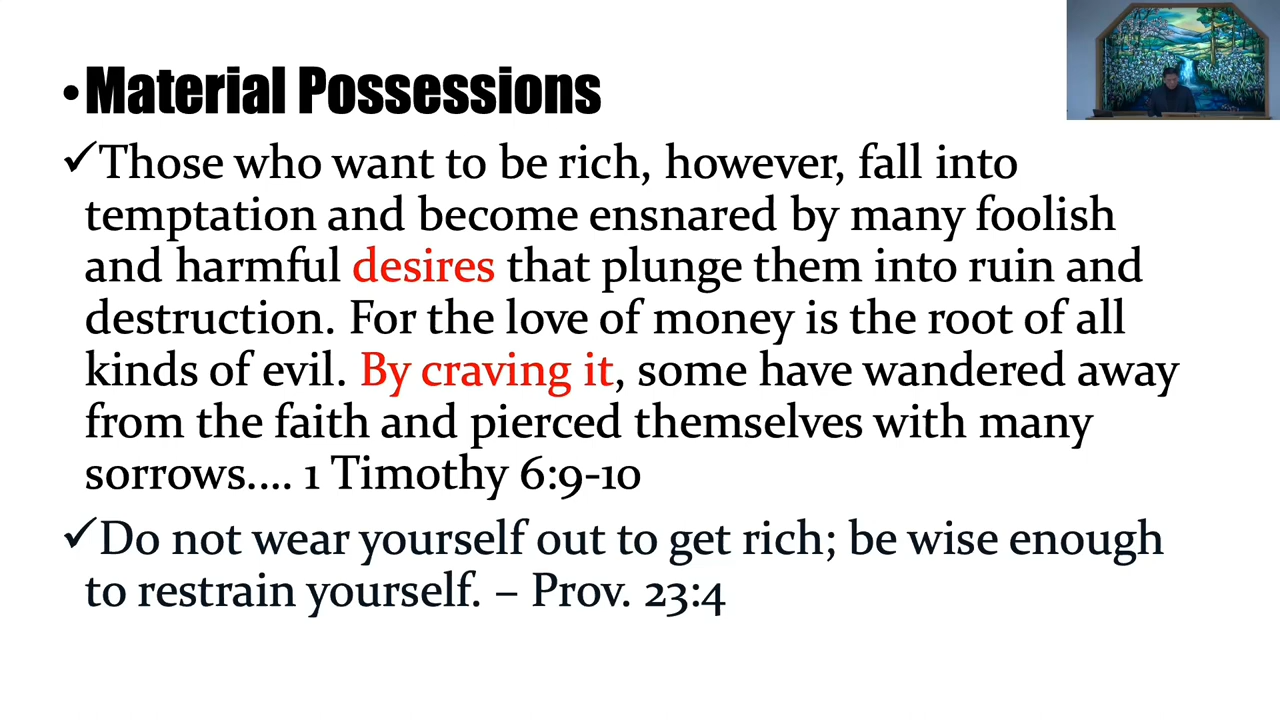 •Material Possessions
✓Those who want to be rich, however, fall into
temptation and become ensnared by many foolish
and harmful desires that plunge them into ruin and
destruction. For the love of money is the root of all
kinds of evil. By craving it, some have wandered away
from the faith and pierced themselves with many
sorrows.... 1 Timothy 6:9-10
✓Do not wear yourself out to get rich; be wise enough
to restrain yourself. – Prov. 23:4